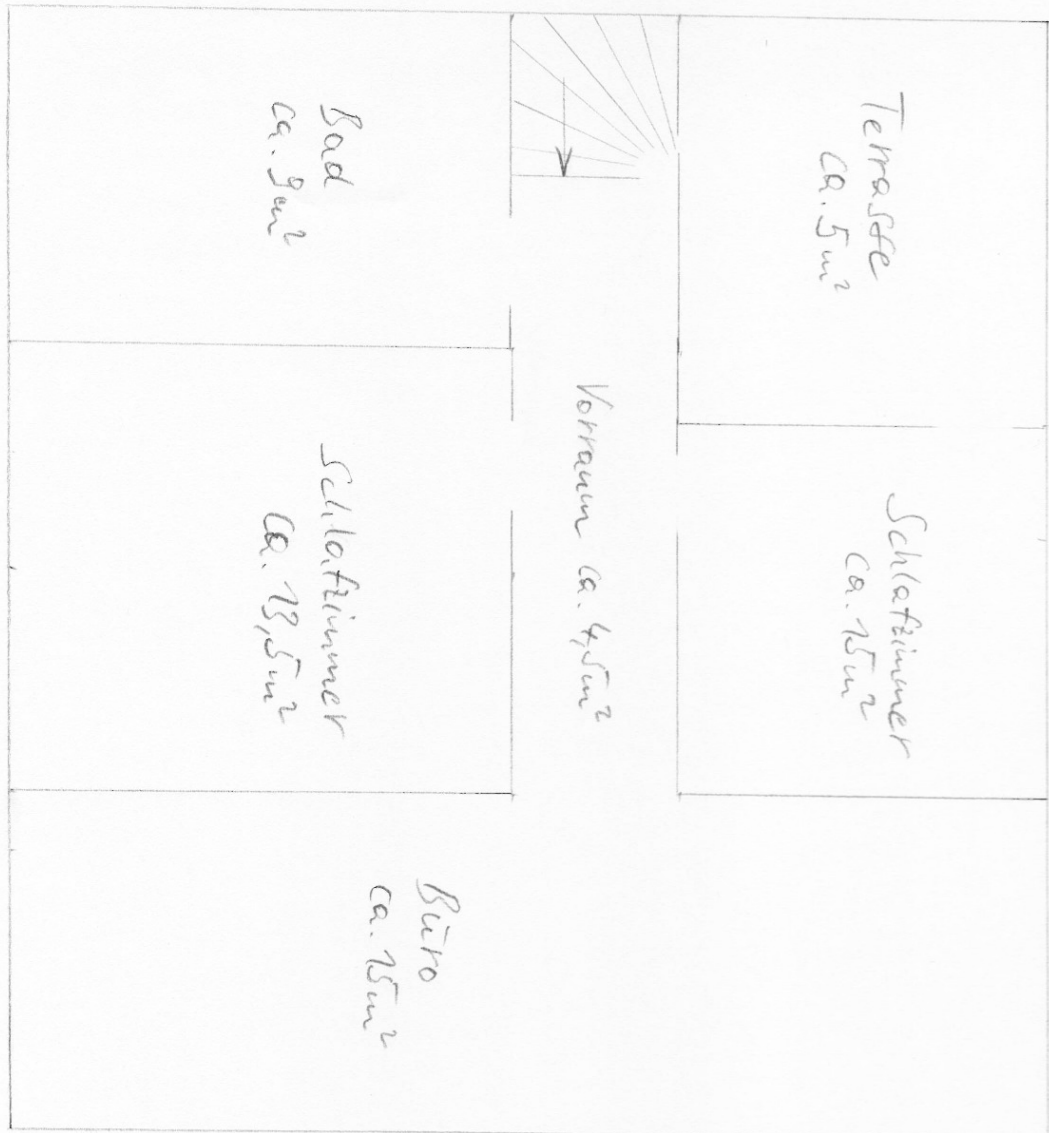 Terrasse
ca. 5m²
Schlafzimmer
ca. 15m²
Vorraum ca. 4,5m²
Bad
ca. 9m²
Schlafzimmer
ca. 13,5m²
Büro
ca. 15m²